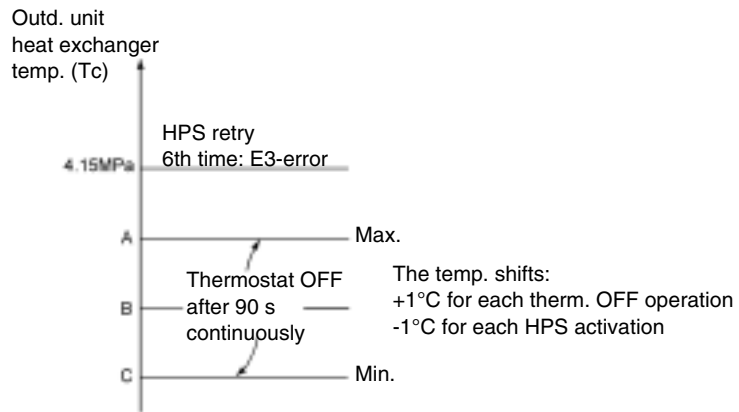 Outd. unit
heat exchanger
temp. (Tc)
HPS retry
6th time: E3-error
4.15MPa
A
Max.
Thermostat OFF
after 90 s
continuously
The temp. shifts:
+1°C for each therm. OFF operation
-1°C for each HPS activation
B
C
Min.